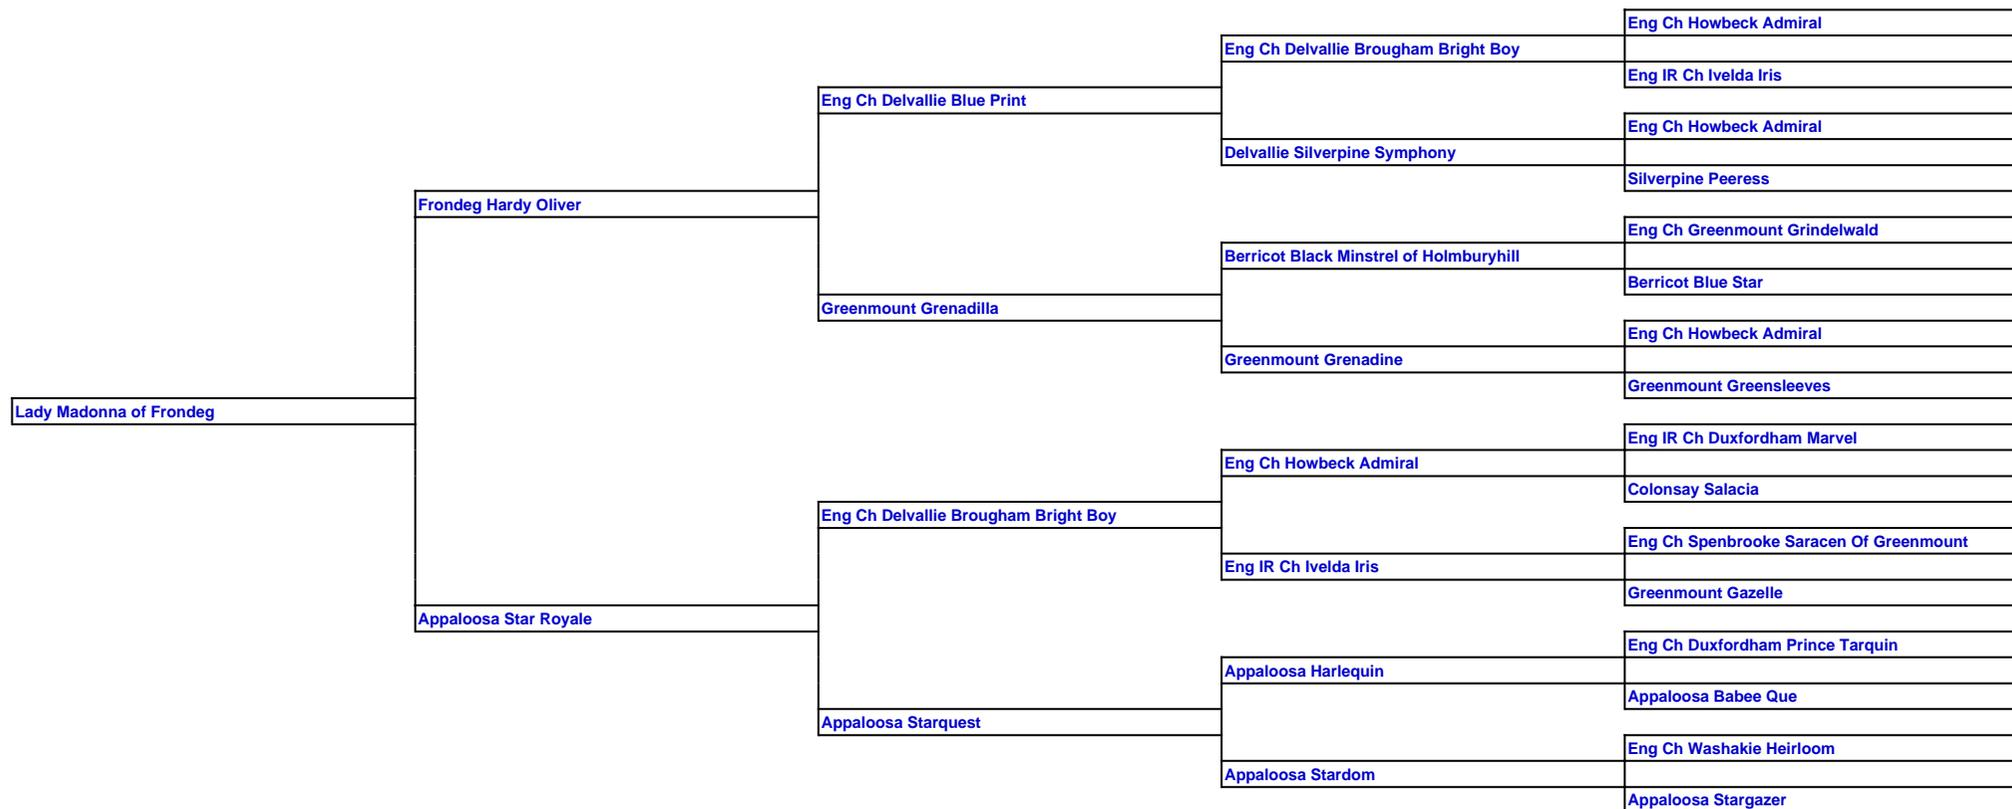 Eng Ch Howbeck Admiral
Eng Ch Delvallie Brougham Bright Boy
Eng IR Ch Ivelda Iris
Eng Ch Delvallie Blue Print
Eng Ch Howbeck Admiral
Delvallie Silverpine Symphony
Silverpine Peeress
Frondeg Hardy Oliver
Eng Ch Greenmount Grindelwald
Berricot Black Minstrel of Holmburyhill
Berricot Blue Star
Greenmount Grenadilla
Eng Ch Howbeck Admiral
Greenmount Grenadine
Greenmount Greensleeves
Lady Madonna of Frondeg
Eng IR Ch Duxfordham Marvel
Eng Ch Howbeck Admiral
Colonsay Salacia
Eng Ch Delvallie Brougham Bright Boy
Eng Ch Spenbrooke Saracen Of Greenmount
Eng IR Ch Ivelda Iris
Greenmount Gazelle
Appaloosa Star Royale
Eng Ch Duxfordham Prince Tarquin
Appaloosa Harlequin
Appaloosa Babee Que
Appaloosa Starquest
Eng Ch Washakie Heirloom
Appaloosa Stardom
Appaloosa Stargazer